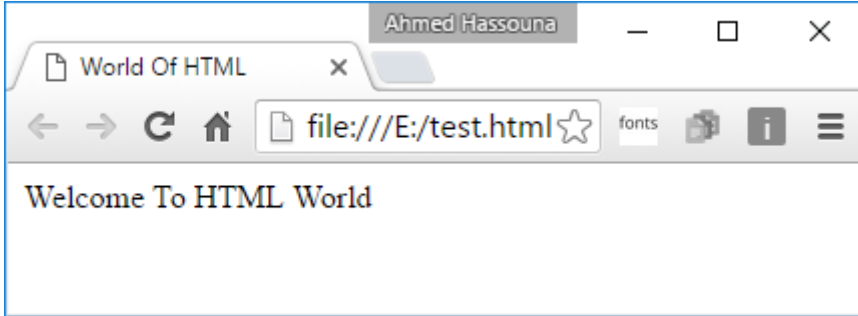 Ahmed Hassouna
World Of HTML
file:///E:/test.html
fonts
i
Welcome To HTML World